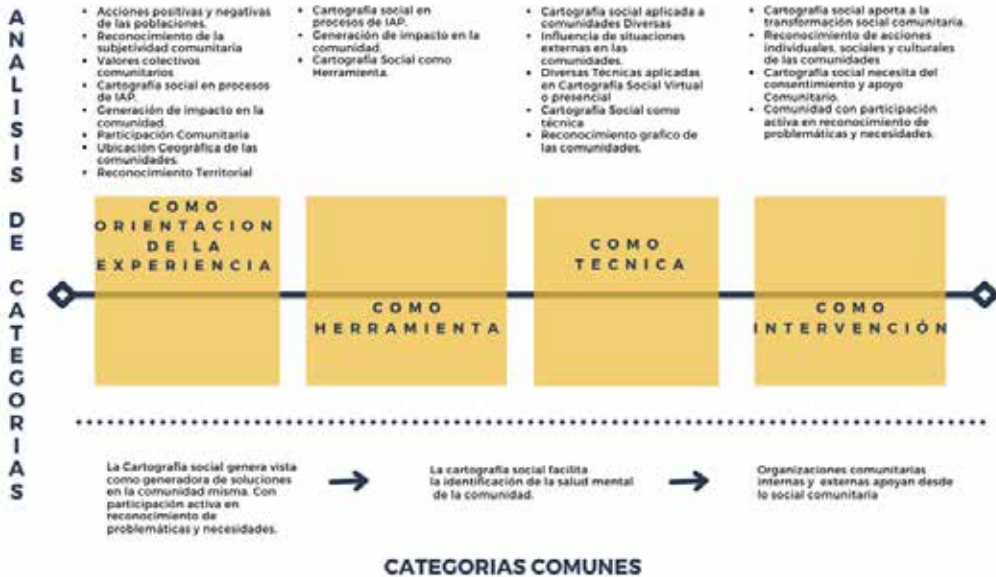 ANALISIS DE CATEGORIAS
• Acciones positivas y negativas
de las poblaciones.
• Reconocimiento de la
subjetividad comunitaria
• Valores colectivos
comunitarios
• Cartografía social en procesos
de IAP.
• Generación de impacto en la
comunidad.
• Participación Comunitaria
• Ubicación Geográfica de las
comunidades.
• Reconocimiento Territorial
• Cartografía social en
procesos de IAP.
• Generación de impacto en la
comunidad.
• Cartografía Social como
Herramienta.
• Cartografía social aplicada a
comunidades Diversas
• Influencia de situaciones
externas en las
comunidades.
• Diversas Técnicas aplicadas
en Cartografía Social Virtual
o presencial
• Cartografía Social como
técnica
• Reconocimiento grafico de
las comunidades.
• Cartografía social aporta a la
transformación social comunitaria.
• Reconocimiento de acciones
individuales, sociales y culturales
de las comunidades
• Cartografía social necesita del
consentimiento y apoyo
Comunitario.
• Comunidad con participación
activa en reconocimiento de
problemáticas y necesidades.
COMO
ORIENTACION
DE LA
EXPERIENCIA
COMO
HERRAMIENTA
COMO
TECNICA
COMO
INTERVENCIÓN
La Cartografía social genera vista
como generadora de soluciones
en la comunidad misma. Con
participación activa en
reconocimiento de
problemáticas y necesidades.
La cartografía social facilita
la identificación de la salud mental
de la comunidad.
Organizaciones comunitarias
internas y externas apoyan desde
lo social comunitaria
CATEGORIAS COMUNES